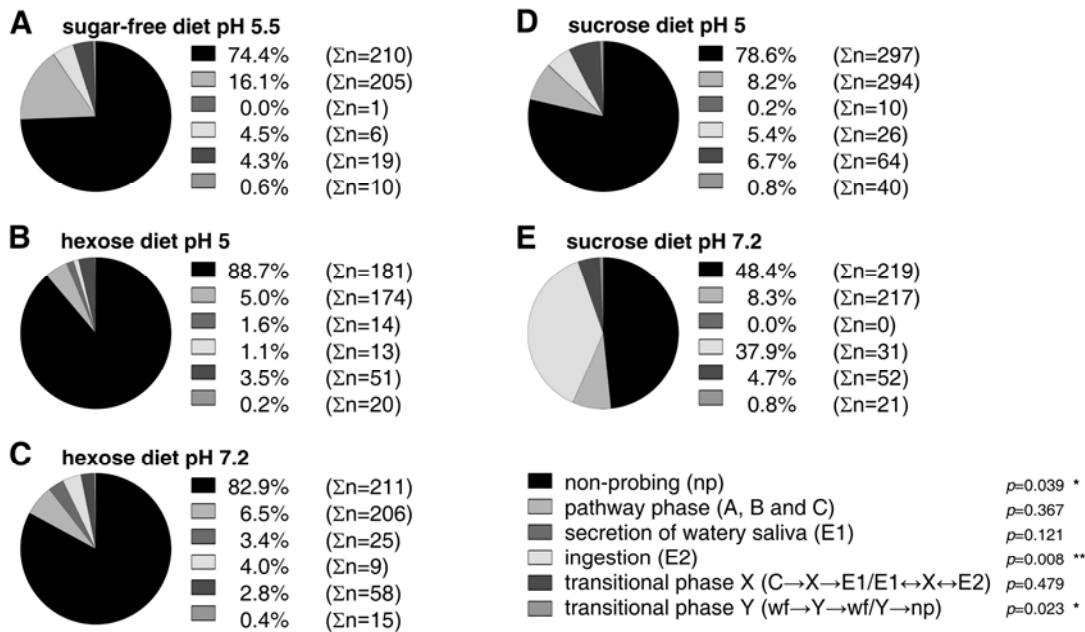 A sugar-free diet pH 5.5
74.4% (Σn=210)
16.1% (Σn=205)
0.0% (Σn=1)
4.5% (Σn=6)
4.3% (Σn=19)
0.6% (Σn=10)
B hexose diet pH 5
88.7% (Σn=181)
5.0% (Σn=174)
1.6% (Σn=14)
1.1% (Σn=13)
3.5% (Σn=51)
0.2% (Σn=20)
C hexose diet pH 7.2
82.9% (Σn=211)
6.5% (Σn=206)
3.4% (Σn=25)
4.0% (Σn=9)
2.8% (Σn=58)
0.4% (Σn=15)
D sucrose diet pH 5
78.6% (Σn=297)
8.2% (Σn=294)
0.2% (Σn=10)
5.4% (Σn=26)
6.7% (Σn=64)
0.8% (Σn=40)
E sucrose diet pH 7.2
48.4% (Σn=219)
8.3% (Σn=217)
0.0% (Σn=0)
37.9% (Σn=31)
4.7% (Σn=52)
0.8% (Σn=21)
non-probing (np) p=0.039 *
pathway phase (A, B and C) p=0.367
secretion of watery saliva (E1) p=0.121
ingestion (E2) p=0.008 **
transitional phase X (C→X→E1/E1↔X↔E2) p=0.479
transitional phase Y (wf→Y→wf/Y→np) p=0.023 *